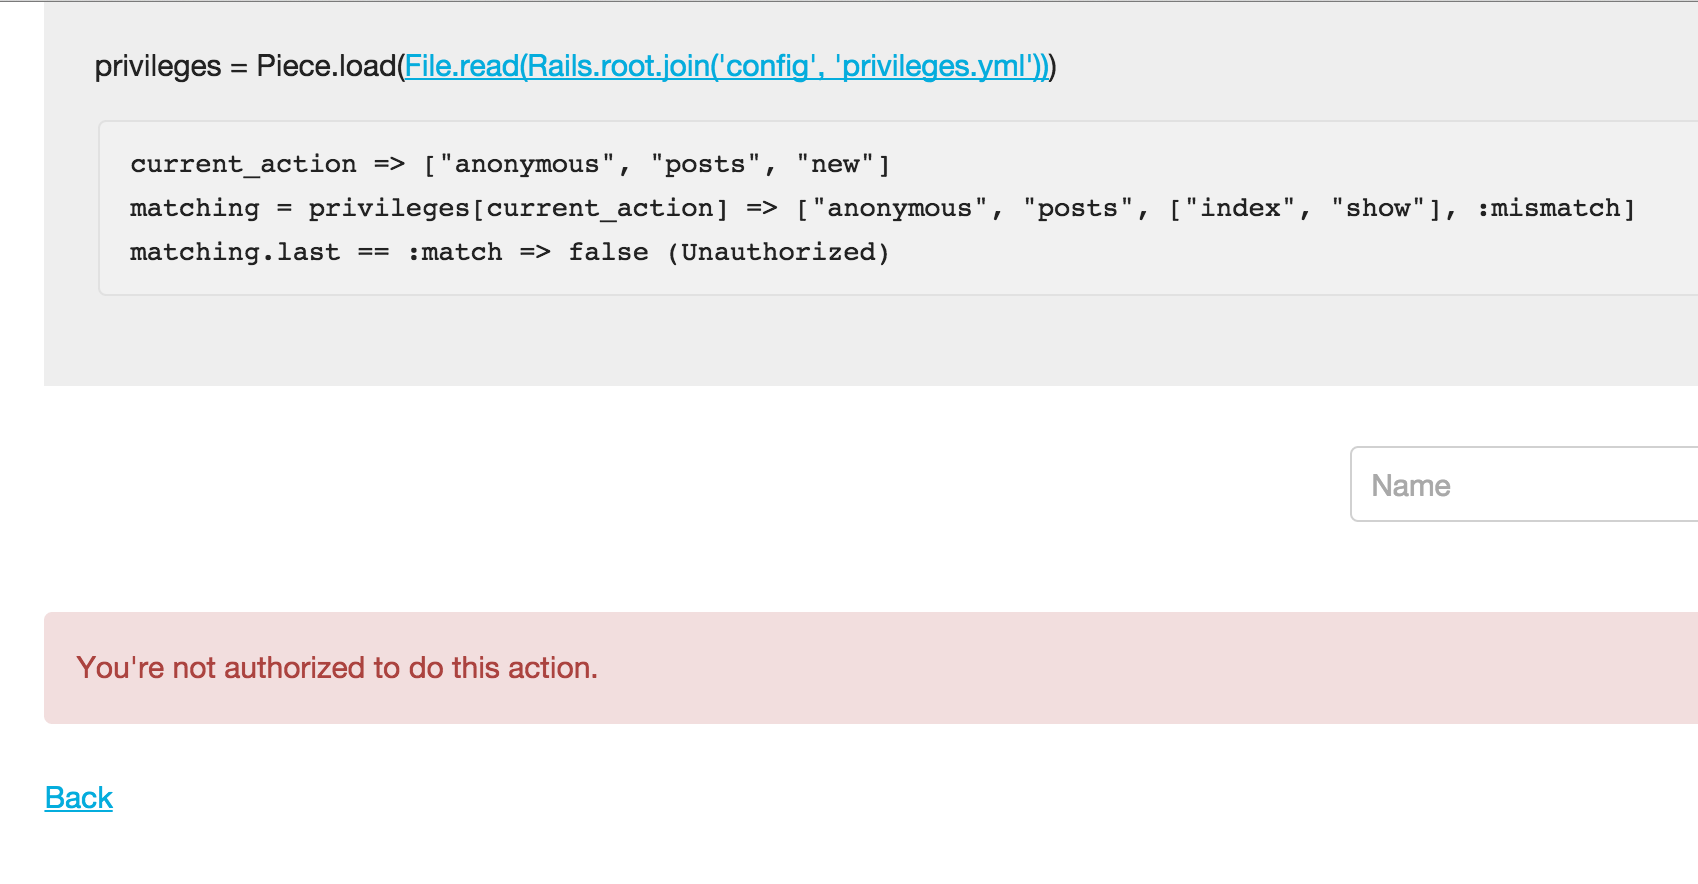 privileges = Piece.load(File.read(Rails.root.join('config', 'privileges.yml')))
current_action => ["anonymous", "posts", "new"]
matching = privileges[current_action] => ["anonymous", "posts", ["index", "show"], :mismatch]
matching.last == :match => false (Unauthorized)
Name
You're not authorized to do this action.
Back